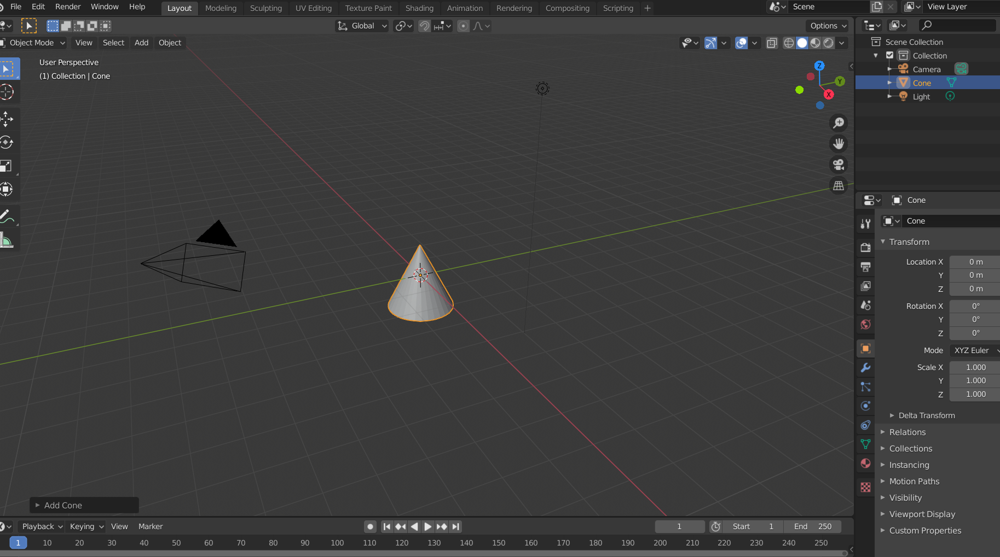 File Edit Render Window Help Layout Modeling Sculpting UV Editing Texture Paint Shading Animation Rendering Compositing Scripting + Scene View Layer
Global Options
Object Mode View Select Add Object
User Perspective
(1) Collection | Cone
Z
Y
X
Scene Collection
Collection
Camera
Cone
Light
Cone
Cone
Transform
Location X 0 m
Y 0 m
Z 0 m
Rotation X 0°
Y 0°
Z 0°
Mode XYZ Euler
Scale X 1.000
Y 1.000
Z 1.000
Delta Transform
Relations
Collections
Instancing
Motion Paths
Visibility
Viewport Display
Custom Properties
Add Cone
Playback Keying View Marker 1 Start 1 End 250
1 10 20 30 40 50 60 70 80 90 100 110 120 130 140 150 160 170 180 190 200 210 220 230 240 250